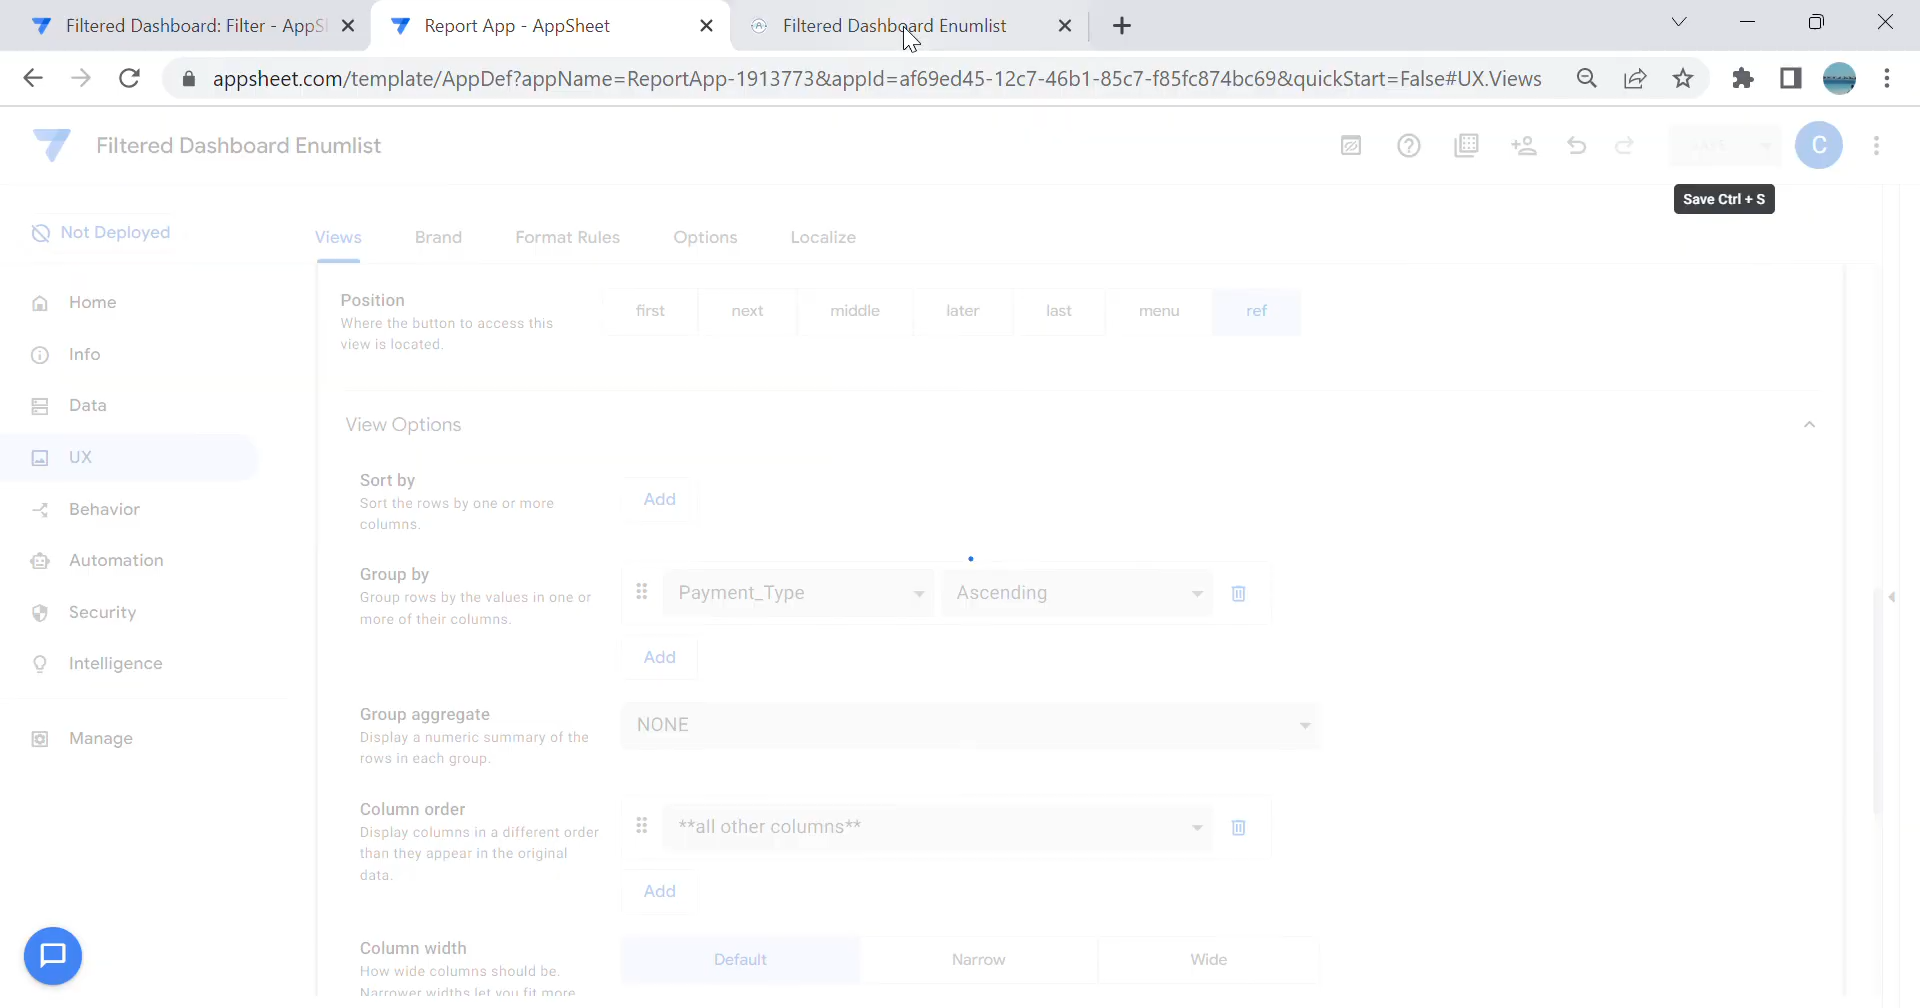 Filtered Dashboard: Filter - AppS
Report App - AppSheet
Filtered Dashboard Enumlist
appsheet.com/template/AppDef?appName=ReportApp-1913773&appId=af69ed45-12c7-46b1-85c7-f85fc874bc69&quickStart=False#UX.Views
Filtered Dashboard Enumlist
SAVE
C
Save Ctrl + S
Not Deployed
Views
Brand
Format Rules
Options
Localize
Home
Info
Data
UX
Behavior
Automation
Security
Intelligence
Manage
Position
Where the button to access this
view is located.
first
next
middle
later
last
menu
ref
View Options
Sort by
Sort the rows by one or more
columns.
Add
Group by
Group rows by the values in one or
more of their columns.
Payment_Type
Ascending
Add
Group aggregate
Display a numeric summary of the
rows in each group.
NONE
Column order
Display columns in a different order
than they appear in the original
data.
**all other columns**
Add
Column width
How wide columns should be.
Narrower widths let you fit more
Default
Narrow
Wide